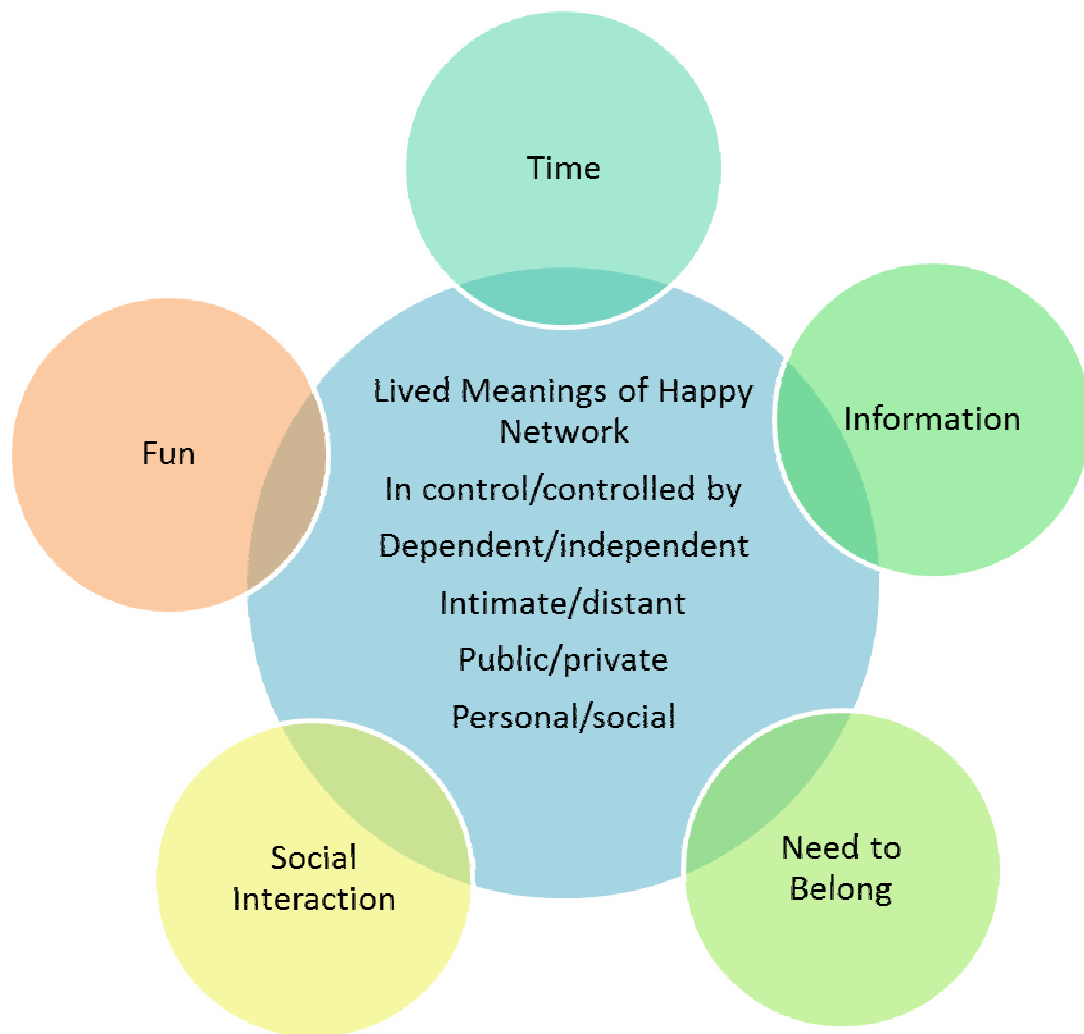 Time
Lived Meanings of Happy
Network
In control/controlled by
Dependent/independent
Intimate/distant
Public/private
Personal/social
Information
Need to
Belong
Social
Interaction
Fun